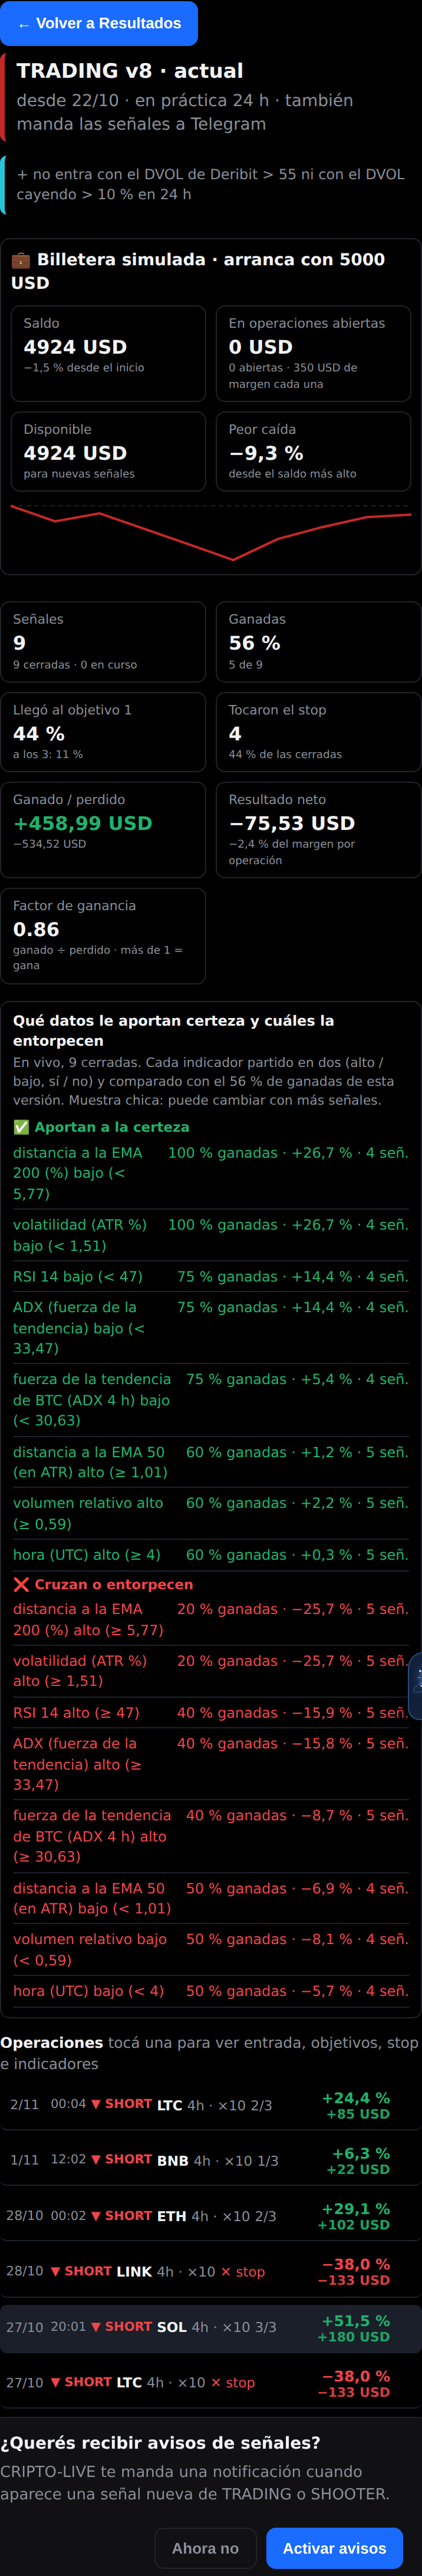 ← Volver a Resultados
TRADING v8 · actual
desde 22/10 · en práctica 24 h · también
manda las señales a Telegram
+ no entra con el DVOL de Deribit > 55 ni con el DVOL
cayendo > 10 % en 24 h
💼 Billetera simulada · arranca con 5000
USD
Saldo
4924 USD
−1,5 % desde el inicio
En operaciones abiertas
0 USD
0 abiertas · 350 USD de
margen cada una
Disponible
4924 USD
para nuevas señales
Peor caída
−9,3 %
desde el saldo más alto
Señales
9
9 cerradas · 0 en curso
Ganadas
56 %
5 de 9
Llegó al objetivo 1
44 %
a los 3: 11 %
Tocaron el stop
4
44 % de las cerradas
Ganado / perdido
+458,99 USD
−534,52 USD
Resultado neto
−75,53 USD
−2,4 % del margen por
operación
Factor de ganancia
0.86
ganado ÷ perdido · más de 1 =
gana
Qué datos le aportan certeza y cuáles la
entorpecen
En vivo, 9 cerradas. Cada indicador partido en dos (alto /
bajo, sí / no) y comparado con el 56 % de ganadas de esta
versión. Muestra chica: puede cambiar con más señales.
✅ Aportan a la certeza
distancia a la EMA 100 % ganadas · +26,7 % · 4 señ.
200 (%) bajo (<
5,77)
volatilidad (ATR %) 100 % ganadas · +26,7 % · 4 señ.
bajo (< 1,51)
RSI 14 bajo (< 47) 75 % ganadas · +14,4 % · 4 señ.
ADX (fuerza de la 75 % ganadas · +14,4 % · 4 señ.
tendencia) bajo (<
33,47)
fuerza de la tendencia 75 % ganadas · +5,4 % · 4 señ.
de BTC (ADX 4 h) bajo
(< 30,63)
distancia a la EMA 50 60 % ganadas · +1,2 % · 5 señ.
(en ATR) alto (≥ 1,01)
volumen relativo alto 60 % ganadas · +2,2 % · 5 señ.
(≥ 0,59)
hora (UTC) alto (≥ 4) 60 % ganadas · +0,3 % · 5 señ.
❌ Cruzan o entorpecen
distancia a la EMA 20 % ganadas · −25,7 % · 5 señ.
200 (%) alto (≥ 5,77)
volatilidad (ATR %) 20 % ganadas · −25,7 % · 5 señ.
alto (≥ 1,51)
RSI 14 alto (≥ 47) 40 % ganadas · −15,9 % · 5 señ.
ADX (fuerza de la 40 % ganadas · −15,8 % · 5 señ.
tendencia) alto (≥
33,47)
fuerza de la tendencia 40 % ganadas · −8,7 % · 5 señ.
de BTC (ADX 4 h) alto
(≥ 30,63)
distancia a la EMA 50 50 % ganadas · −6,9 % · 4 señ.
(en ATR) bajo (< 1,01)
volumen relativo bajo 50 % ganadas · −8,1 % · 4 señ.
(< 0,59)
hora (UTC) bajo (< 4) 50 % ganadas · −5,7 % · 4 señ.
Operaciones tocá una para ver entrada, objetivos, stop
e indicadores
2/11 00:04 ▼ SHORT LTC 4h · ×10 2/3 +24,4 %
+85 USD
1/11 12:02 ▼ SHORT BNB 4h · ×10 1/3 +6,3 %
+22 USD
28/10 00:02 ▼ SHORT ETH 4h · ×10 2/3 +29,1 %
+102 USD
28/10 ▼ SHORT LINK 4h · ×10 ✕ stop −38,0 %
−133 USD
27/10 20:01 ▼ SHORT SOL 4h · ×10 3/3 +51,5 %
+180 USD
27/10 ▼ SHORT LTC 4h · ×10 ✕ stop −38,0 %
−133 USD
¿Querés recibir avisos de señales?
CRIPTO-LIVE te manda una notificación cuando
aparece una señal nueva de TRADING o SHOOTER.
Ahora no
Activar avisos